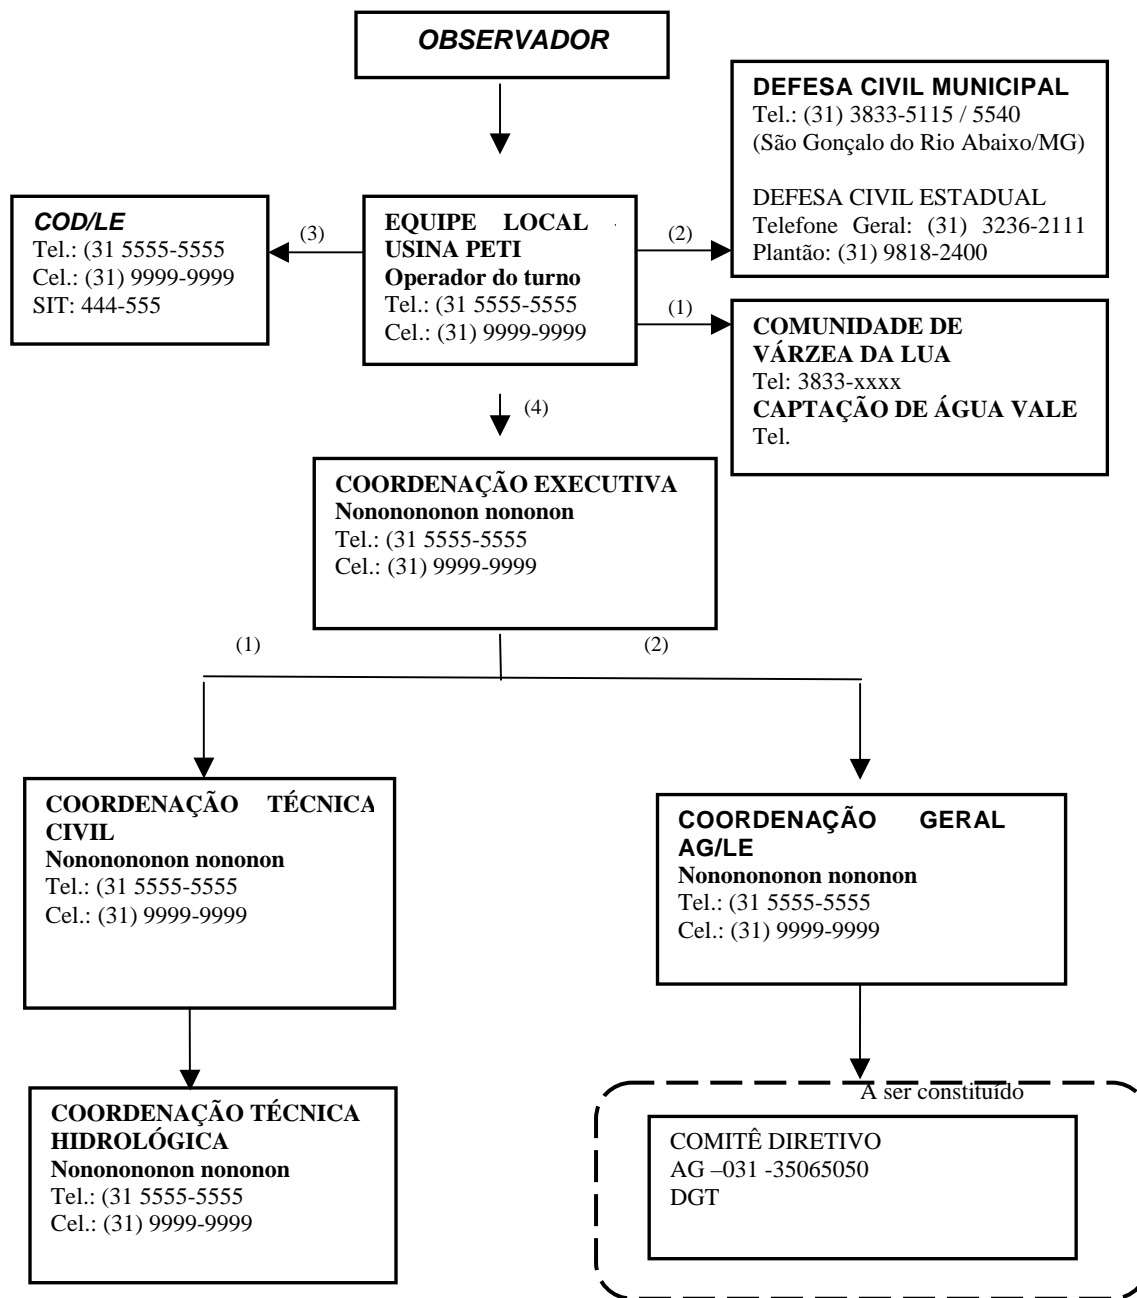 OBSERVADOR
DEFESA CIVIL MUNICIPAL
Tel.: (31) 3833-5115 / 5540
(São Gonçalo do Rio Abaixo/MG)
DEFESA CIVIL ESTADUAL
Telefone Geral: (31) 3236-2111
Plantão: (31) 9818-2400
COD/LE
Tel.: (31 5555-5555
Cel.: (31) 9999-9999
SIT: 444-555
(3)
EQUIPE LOCAL -
USINA PETI
Operador do turno
Tel.: (31 5555-5555
Cel.: (31) 9999-9999
(2)
(1)
COMUNIDADE DE
VÁRZEA DA LUA
Tel: 3833-xxxx
CAPTAÇÃO DE ÁGUA VALE
Tel.
(4)
COORDENAÇÃO EXECUTIVA
Nonononono​n nononon
Tel.: (31 5555-5555
Cel.: (31) 9999-9999
(1)
(2)
COORDENAÇÃO TÉCNICA
CIVIL
Nonononono​n nononon
Tel.: (31 5555-5555
Cel.: (31) 9999-9999
COORDENAÇÃO GERAL
AG/LE
Nonononono​n nononon
Tel.: (31 5555-5555
Cel.: (31) 9999-9999
COORDENAÇÃO TÉCNICA
HIDROLÓGICA
Nonononono​n nononon
Tel.: (31 5555-5555
Cel.: (31) 9999-9999
A ser constituído
COMITÊ DIRETIVO
AG –031 -35065050
DGT